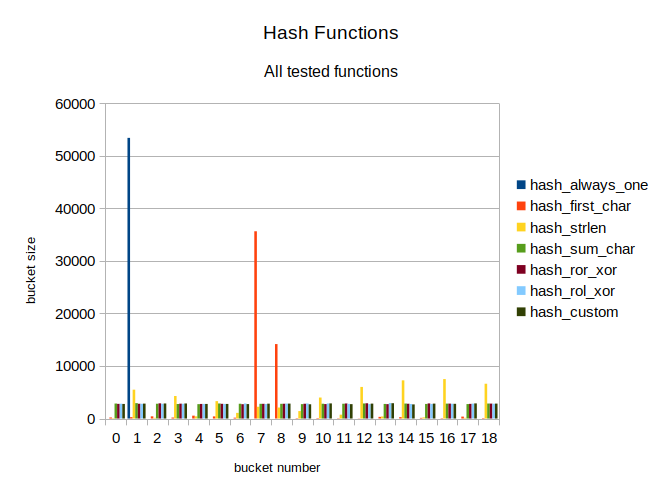 Hash Functions
All tested functions
60000
50000
40000
30000
20000
10000
0
bucket size
0 1 2 3 4 5 6 7 8 9 10 11 12 13 14 15 16 17 18
bucket number
hash_always_one
hash_first_char
hash_strlen
hash_sum_char
hash_ror_xor
hash_rol_xor
hash_custom